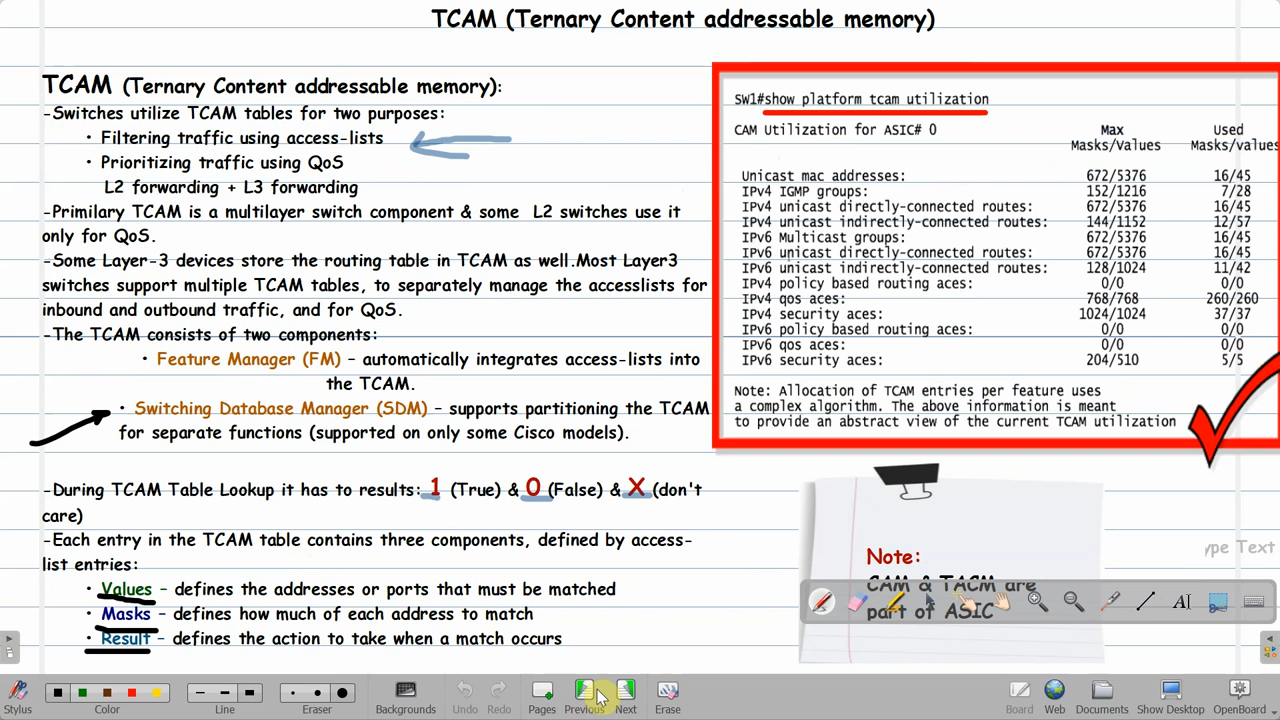 TCAM (Ternary Content addressable memory)
TCAM (Ternary Content addressable memory):
-Switches utilize TCAM tables for two purposes:
• Filtering traffic using access-lists
• Prioritizing traffic using QoS
L2 forwarding + L3 forwarding
-Primilary TCAM is a multilayer switch component & some L2 switches use it
only for QoS.
-Some Layer-3 devices store the routing table in TCAM as well.Most Layer3
switches support multiple TCAM tables, to separately manage the accesslists for
inbound and outbound traffic, and for QoS.
-The TCAM consists of two components:
• Feature Manager (FM) – automatically integrates access-lists into
the TCAM.
• Switching Database Manager (SDM) – supports partitioning the TCAM
for separate functions (supported on only some Cisco models).
-During TCAM Table Lookup it has to results: 1 (True) & 0 (False) & X (don't
care)
-Each entry in the TCAM table contains three components, defined by access-
list entries:
• Values – defines the addresses or ports that must be matched
• Masks – defines how much of each address to match
• Result – defines the action to take when a match occurs
SW1#show platform tcam utilization
CAM Utilization for ASIC# 0 Max Used
Masks/Values Masks/values
Unicast mac addresses: 672/5376 16/45
IPv4 IGMP groups: 152/1216 7/28
IPv4 unicast directly-connected routes: 672/5376 16/45
IPv4 unicast indirectly-connected routes: 144/1152 12/57
IPv6 Multicast groups: 672/5376 16/45
IPv6 unicast directly-connected routes: 672/5376 16/45
IPv6 unicast indirectly-connected routes: 128/1024 11/42
IPv4 policy based routing aces: 0/0 0/0
IPv4 qos aces: 768/768 260/260
IPv4 security aces: 1024/1024 37/37
IPv6 policy based routing aces: 0/0 0/0
IPv6 qos aces: 0/0 0/0
IPv6 security aces: 204/510 5/5
Note: Allocation of TCAM entries per feature uses
a complex algorithm. The above information is meant
to provide an abstract view of the current TCAM utilization
ype Text
Note:
CAM & TACM are
part of ASIC
Stylus Color Line Eraser Backgrounds Undo Redo Pages Previous Next Erase Board Web Documents Show Desktop OpenBoard